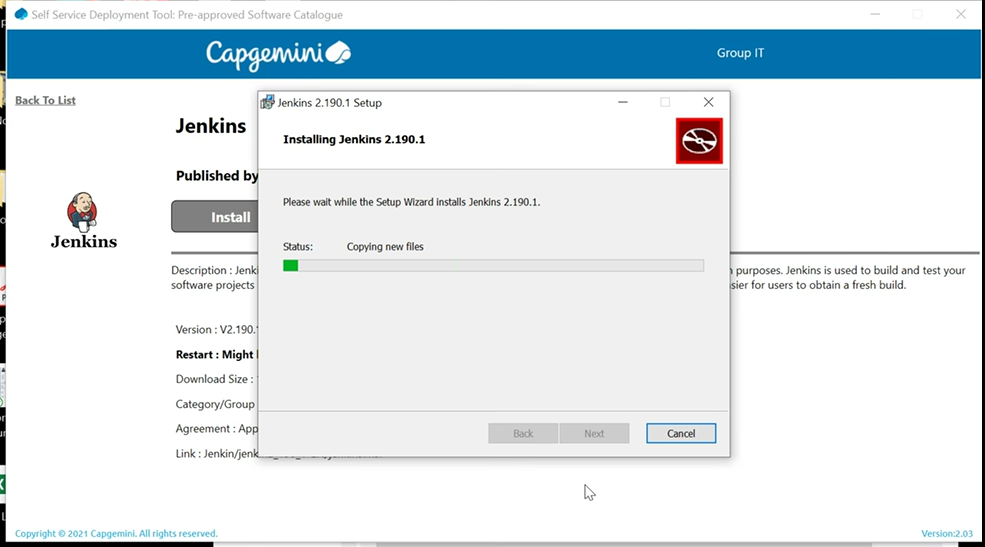 Self Service Deployment Tool: Pre-approved Software Catalogue
Capgemini
Group IT
Back To List
Jenkins
Published by
Install
Jenkins
Jenkins 2.190.1 Setup
Installing Jenkins 2.190.1
Please wait while the Setup Wizard installs Jenkins 2.190.1.
Status: Copying new files
Back
Next
Cancel
Description : Jenki
purposes. Jenkins is used to build and test your
software projects
sier for users to obtain a fresh build.
Version : V2.190.
Restart : Might
Download Size :
Category/Group
Agreement : App
Link : Jenkin/jenk
Copyright © 2021 Capgemini. All rights reserved.
Version:2.03